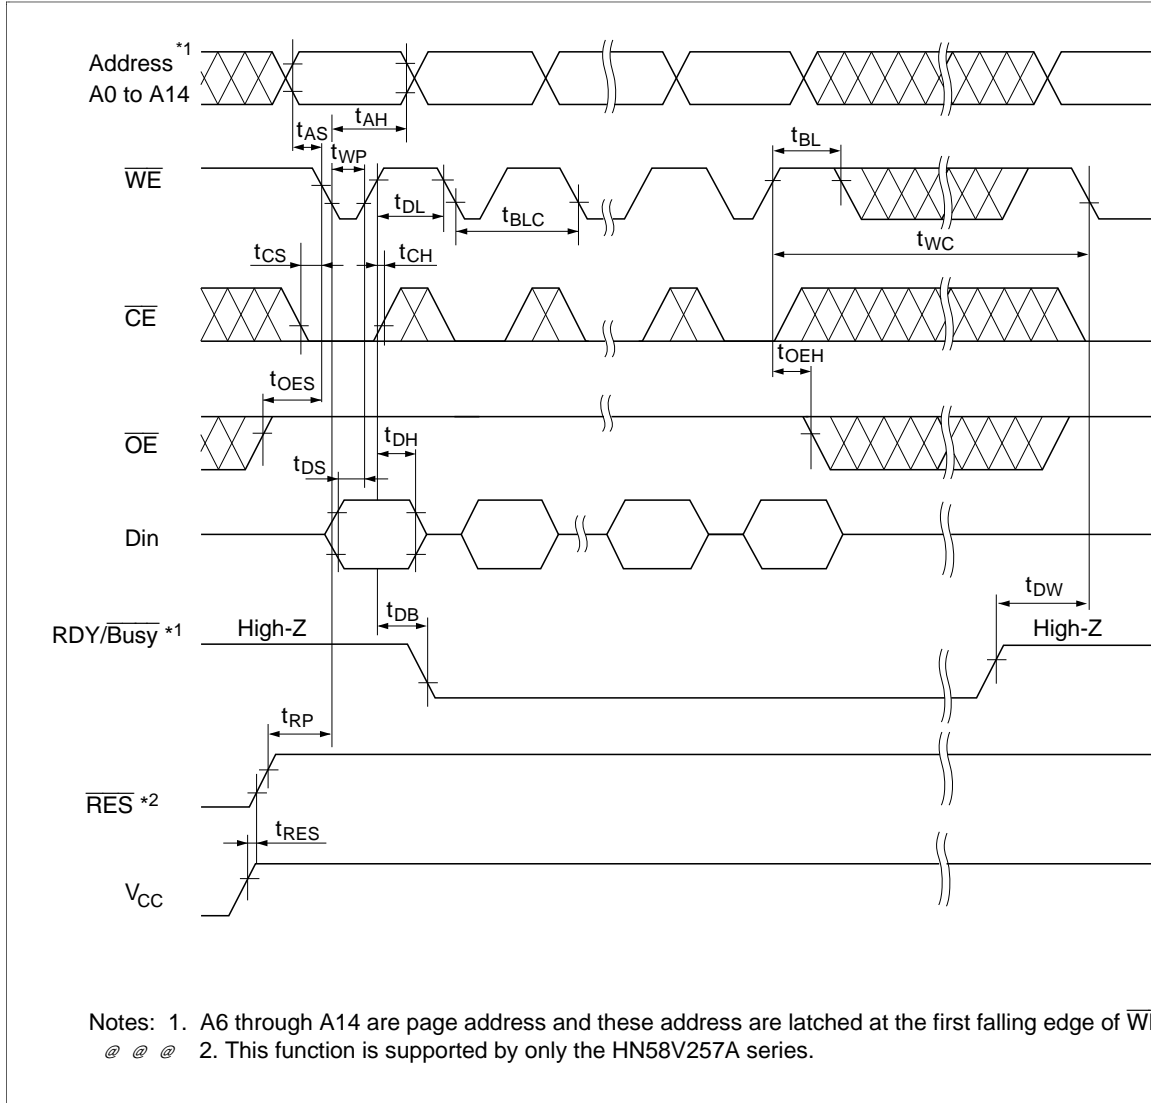 Address *1
A0 to A14
tAH
tAS
tWP
tBL
WE
tDL
tBLC
tWC
tCS
tCH
CE
tOEH
tOES
OE
tDH
tDS
Din
tDW
tDB
RDY/Busy *1
High-Z
High-Z
tRP
RES *2
tRES
VCC
Notes: 1. A6 through A14 are page address and these address are latched at the first falling edge of
@ @ @ 2. This function is supported by only the HN58V257A series.